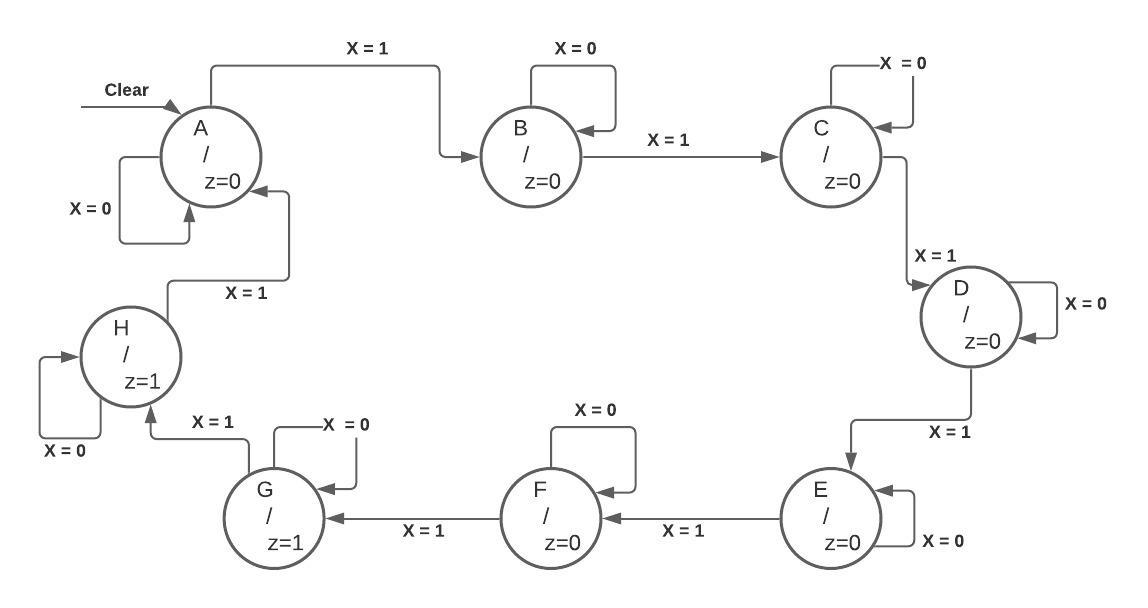 X = 1
X = 0
X = 0
Clear
A
/
z=0
B
/
z=0
X = 1
C
/
z=0
X = 0
X = 1
D
/
z=0
X = 0
X = 1
H
/
z=1
X = 0
X = 1
X = 0
X = 0
X = 1
G
/
z=1
X = 1
F
/
z=0
X = 1
E
/
z=0
X = 0